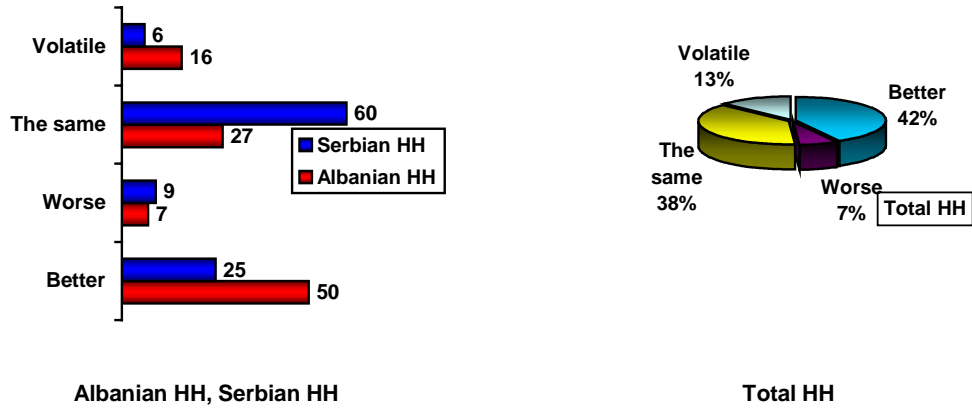 Volatile
6
16
The same
60
27
Worse
9
7
Better
25
50
Serbian HH
Albanian HH
Albanian HH, Serbian HH
Volatile
13%
Better
42%
The
same
38%
Worse
7%
Total HH
Total HH